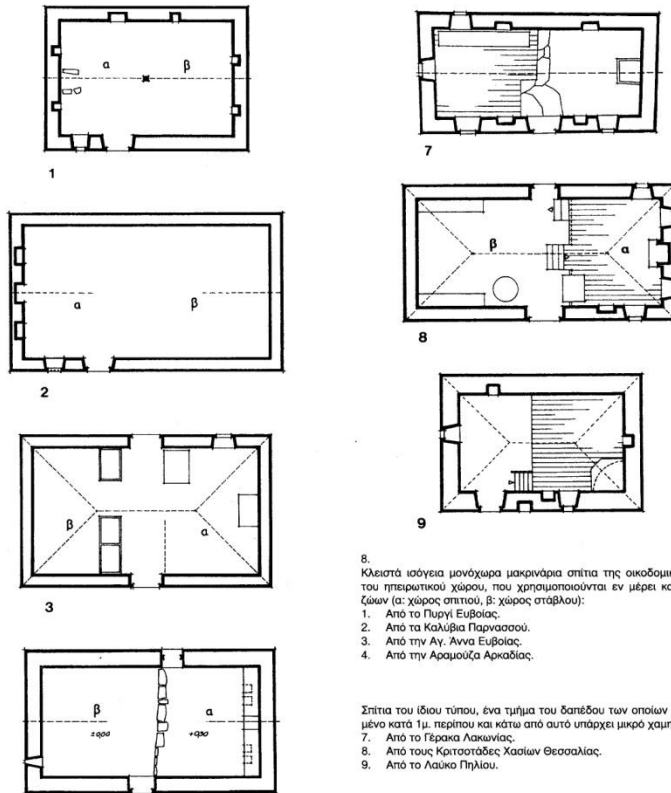 α
β
1
α
β
2
β
α
3
β
α
7
β
α
8
9
8.
Κλειστά ισόγεια μονόχωρα μακρινάρια σπίτια της οικοδομικ
του ηπειρωτικού χώρου, που χρησιμοποιούνται εν μέρει κα
ζώων (α: χώρος σπιτιού, β: χώρος στάβλου):
1. Από το Πυργί Ευβοίας.
2. Από τα Καλύβια Παρνασσού.
3. Από την Αγ. Άννα Ευβοίας.
4. Από την Αραμούζα Αρκαδίας.
Σπίτια του ίδιου τύπου, ένα τμήμα του δαπέδου των οποίων
μένο κατά 1μ. περίπου και κάτω από αυτό υπάρχει μικρό χαμη
7. Από το Γέρακα Λακωνίας.
8. Από τους Κριτσοτάδες Χασίων Θεσσαλίας.
9. Από το Λαύκο Πηλίου.